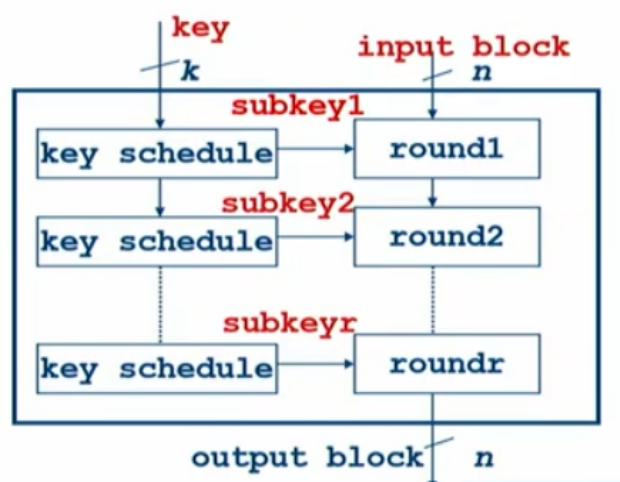 key
input block
k
n
subkey1
key schedule
round1
subkey2
key schedule
round2
subkeyr
key schedule
roundr
output block
n